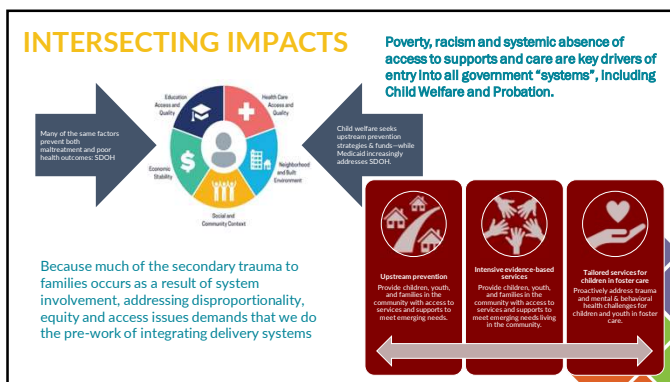 INTERSECTING IMPACTS
Poverty, racism and systemic absence of
access to supports and care are key drivers of
entry into all government “systems”, including
Child Welfare and Probation.
Many of the same factors
prevent both
maltreatment and poor
health outcomes: SDOH
Education
Access and
Quality
Health Care
Access and
Quality
Economic
Stability
Neighborhood
and Built
Environment
Social and
Community Context
Child welfare seeks
upstream prevention
strategies & funds—while
Medicaid increasingly
addresses SDOH.
Because much of the secondary trauma to
families occurs as a result of system
involvement, addressing disproportionality,
equity and access issues demands that we do
the pre-work of integrating delivery systems
Upstream prevention
Provide children, youth,
and families in the
community with access to
services and supports to
meet emerging needs.
Intensive evidence-based
services
Provide children, youth,
and families in the
community with access to
services and supports to
meet emerging needs living
in the community.
Tailored services for
children in foster care
Proactively address trauma
and mental & behavioral
health challenges for
children and youth in foster
care.